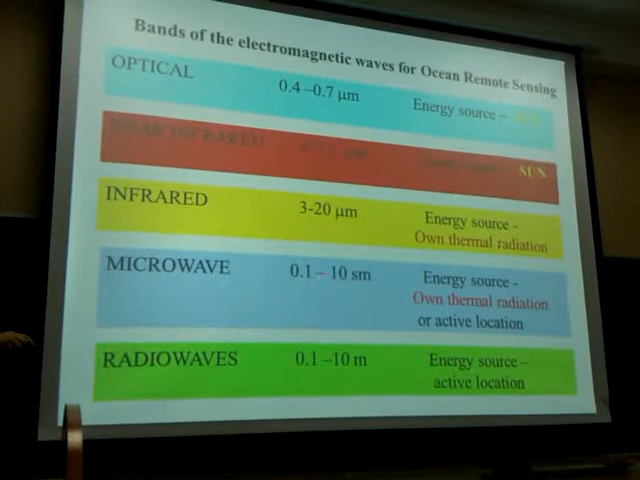 Bands of the electromagnetic waves for Ocean Remote Sensing
OPTICAL 0.4 –0.7 µm Energy source –
NEAR INFRARED SUN
INFRARED 3-20 µm Energy source -
Own thermal radiation
MICROWAVE 0.1 – 10 sm Energy source -
Own thermal radiation
or active location
RADIOWAVES 0.1 –10 m Energy source –
active location